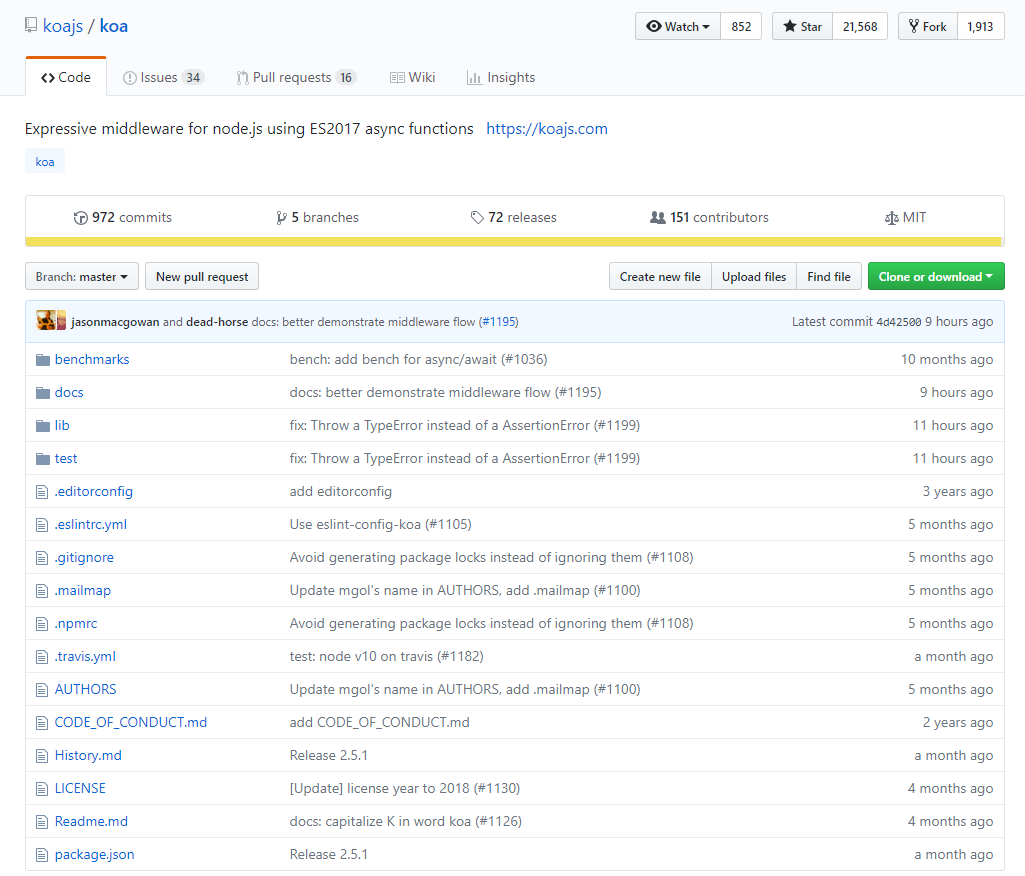 koajs / koa Watch 852 Star 21,568 Fork 1,913
Code Issues 34 Pull requests 16 Wiki Insights
Expressive middleware for node.js using ES2017 async functions https://koajs.com
koa
972 commits 5 branches 72 releases 151 contributors MIT
Branch: master New pull request Create new file Upload files Find file Clone or download
jasonmacgowan and dead-horse docs: better demonstrate middleware flow (#1195) Latest commit 4d42500 9 hours ago
benchmarks bench: add bench for async/await (#1036) 10 months ago
docs docs: better demonstrate middleware flow (#1195) 9 hours ago
lib fix: Throw a TypeError instead of a AssertionError (#1199) 11 hours ago
test fix: Throw a TypeError instead of a AssertionError (#1199) 11 hours ago
.editorconfig add editorconfig 3 years ago
.eslintrc.yml Use eslint-config-koa (#1105) 5 months ago
.gitignore Avoid generating package locks instead of ignoring them (#1108) 5 months ago
.mailmap Update mgol's name in AUTHORS, add .mailmap (#1100) 5 months ago
.npmrc Avoid generating package locks instead of ignoring them (#1108) 5 months ago
.travis.yml test: node v10 on travis (#1182) a month ago
AUTHORS Update mgol's name in AUTHORS, add .mailmap (#1100) 5 months ago
CODE_OF_CONDUCT.md add CODE_OF_CONDUCT.md 2 years ago
History.md Release 2.5.1 a month ago
LICENSE [Update] license year to 2018 (#1130) 4 months ago
Readme.md docs: capitalize K in word koa (#1126) 4 months ago
package.json Release 2.5.1 a month ago